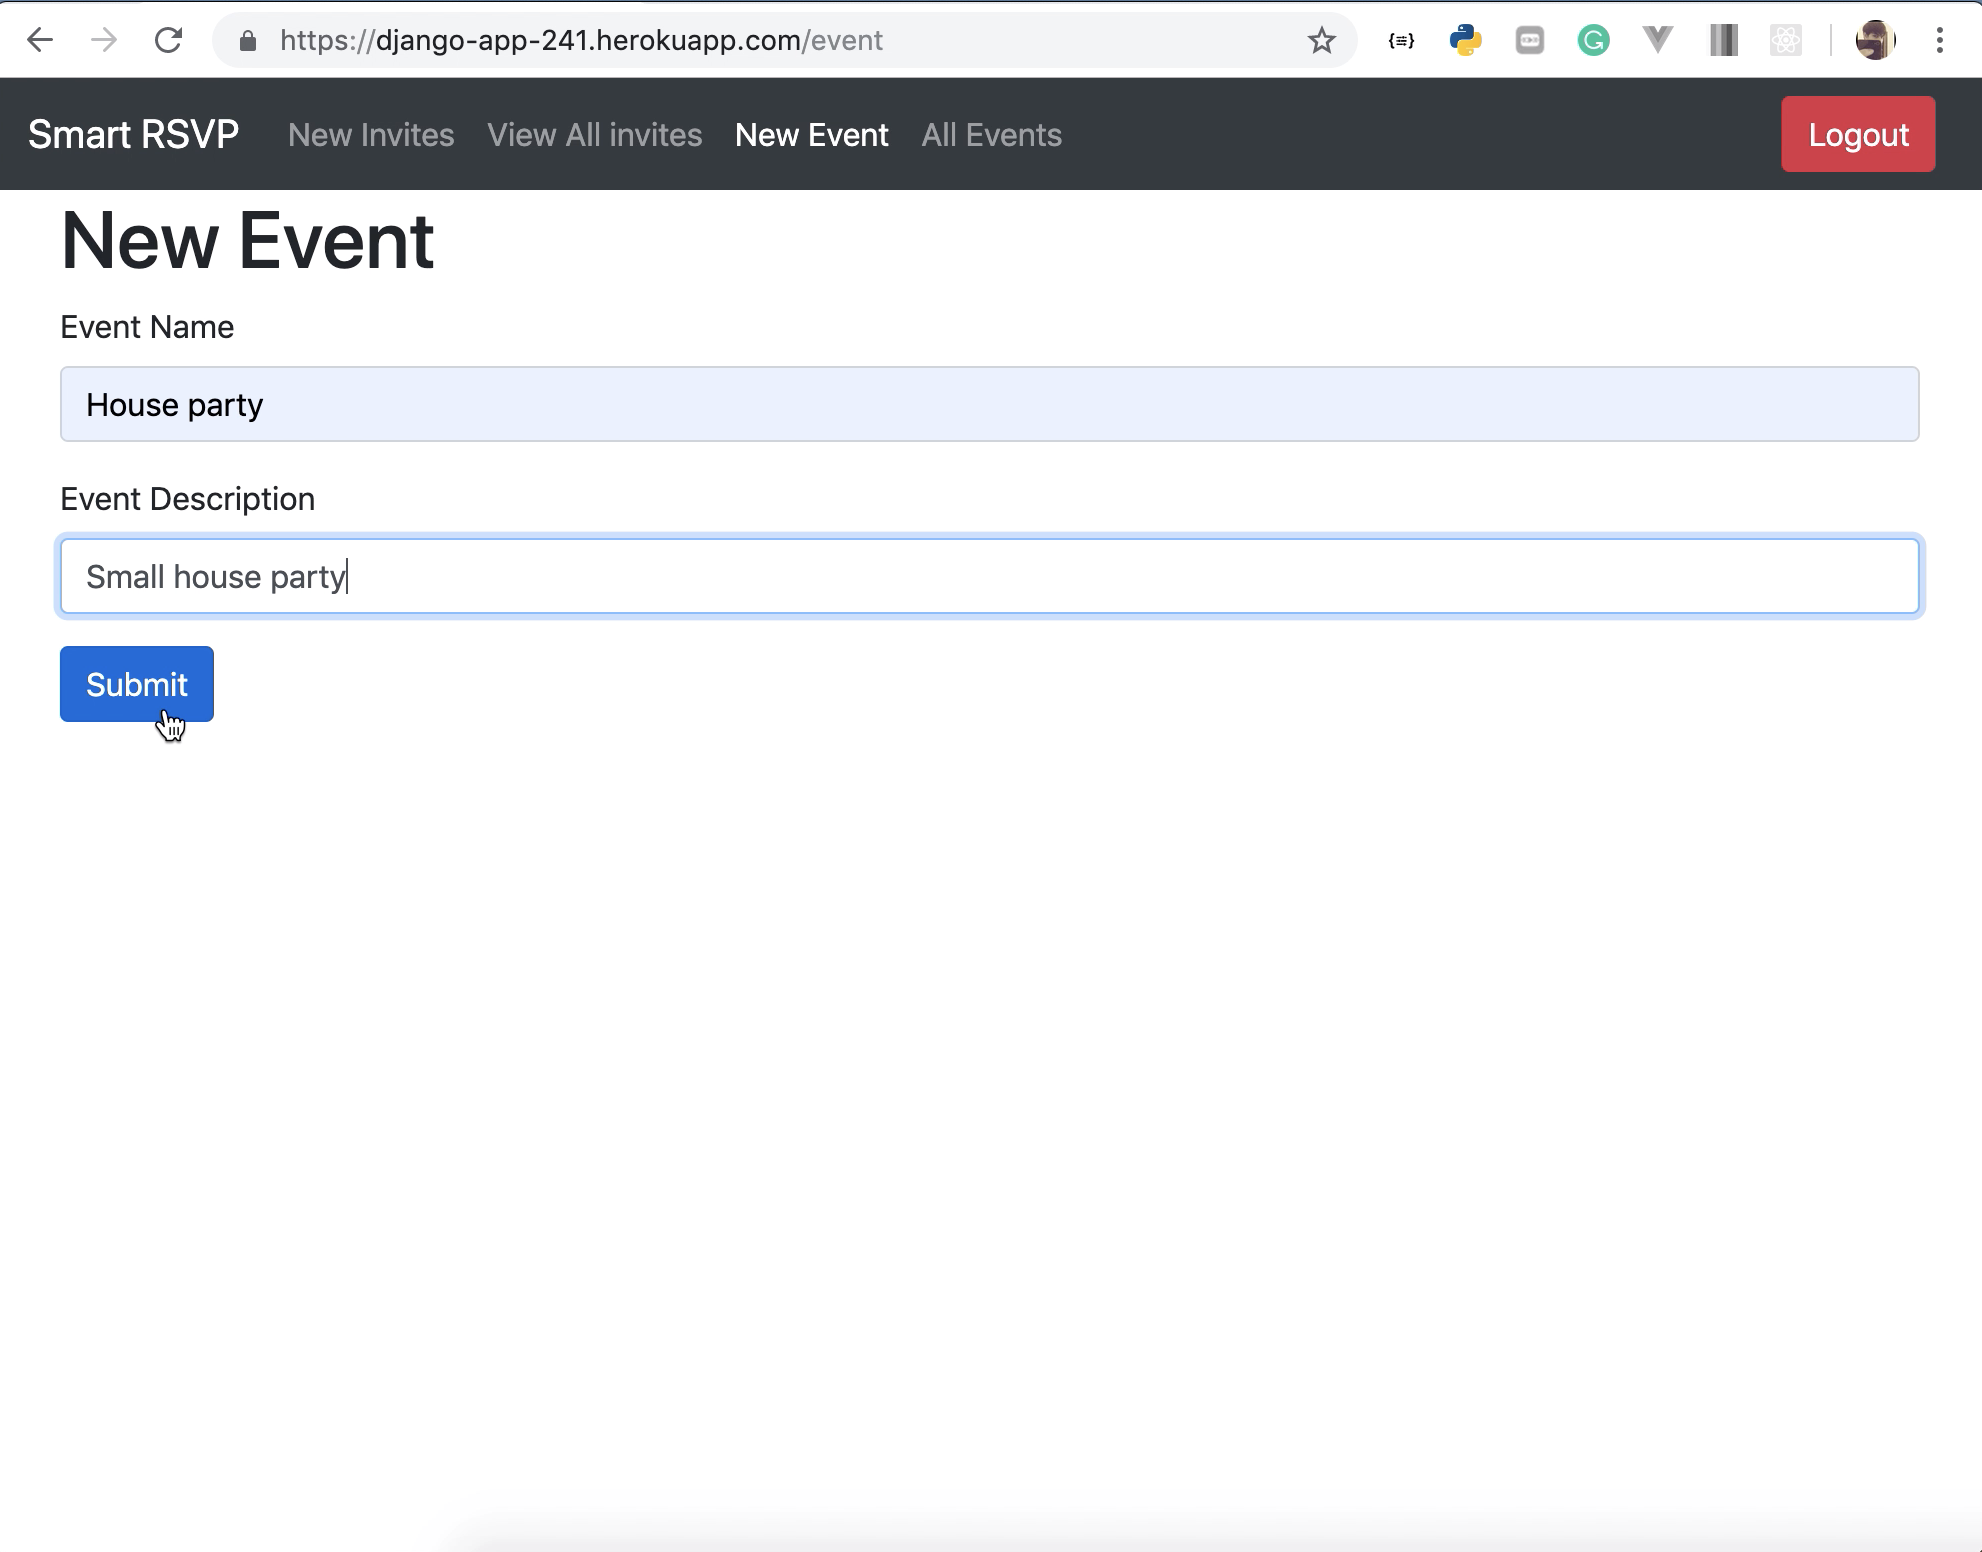 https://django-app-241.herokuapp.com/event
Smart RSVP New Invites View All invites New Event All Events Logout
New Event
Event Name
House party
Event Description
Small house party
Submit